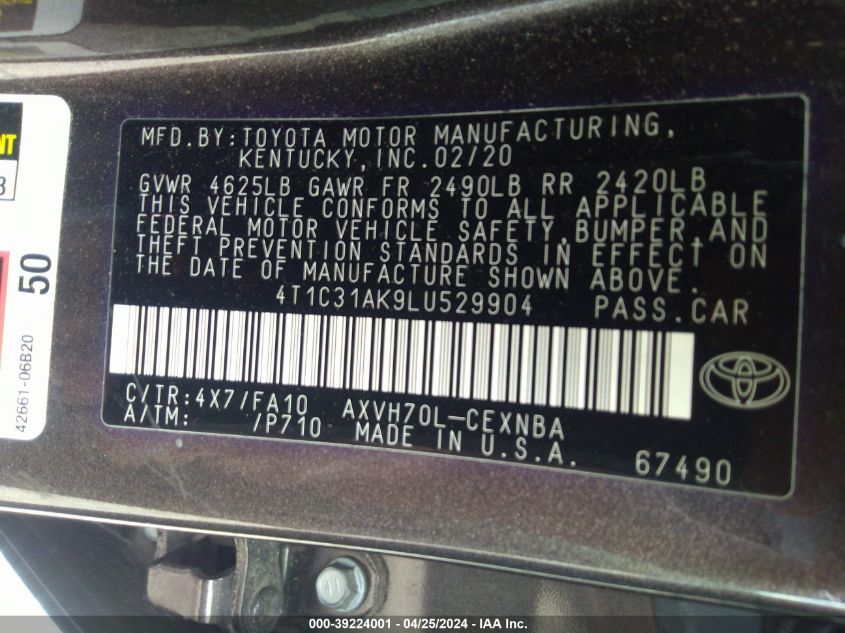 MFD.BY:TOYOTA MOTOR MANUFACTURING,
KENTUCKY,INC.02/20
GVWR 4625LB GAWR FR 2490LB RR 2420LB
THIS VEHICLE CONFORMS TO ALL APPLICABLE
FEDERAL MOTOR VEHICLE SAFETY,BUMPER,AND
THEFT PREVENTION STANDARDS IN EFFECT ON
THE DATE OF MANUFACTURE SHOWN ABOVE.
4T1C31AK9LU529904 PASS.CAR
C/TR:4X7/FA10 AXVH70L-CEXNBA
A/TM: /P710 MADE IN U.S.A.
67490
50
42661-06B20
000-39224001 - 04/25/2024 - IAA Inc.